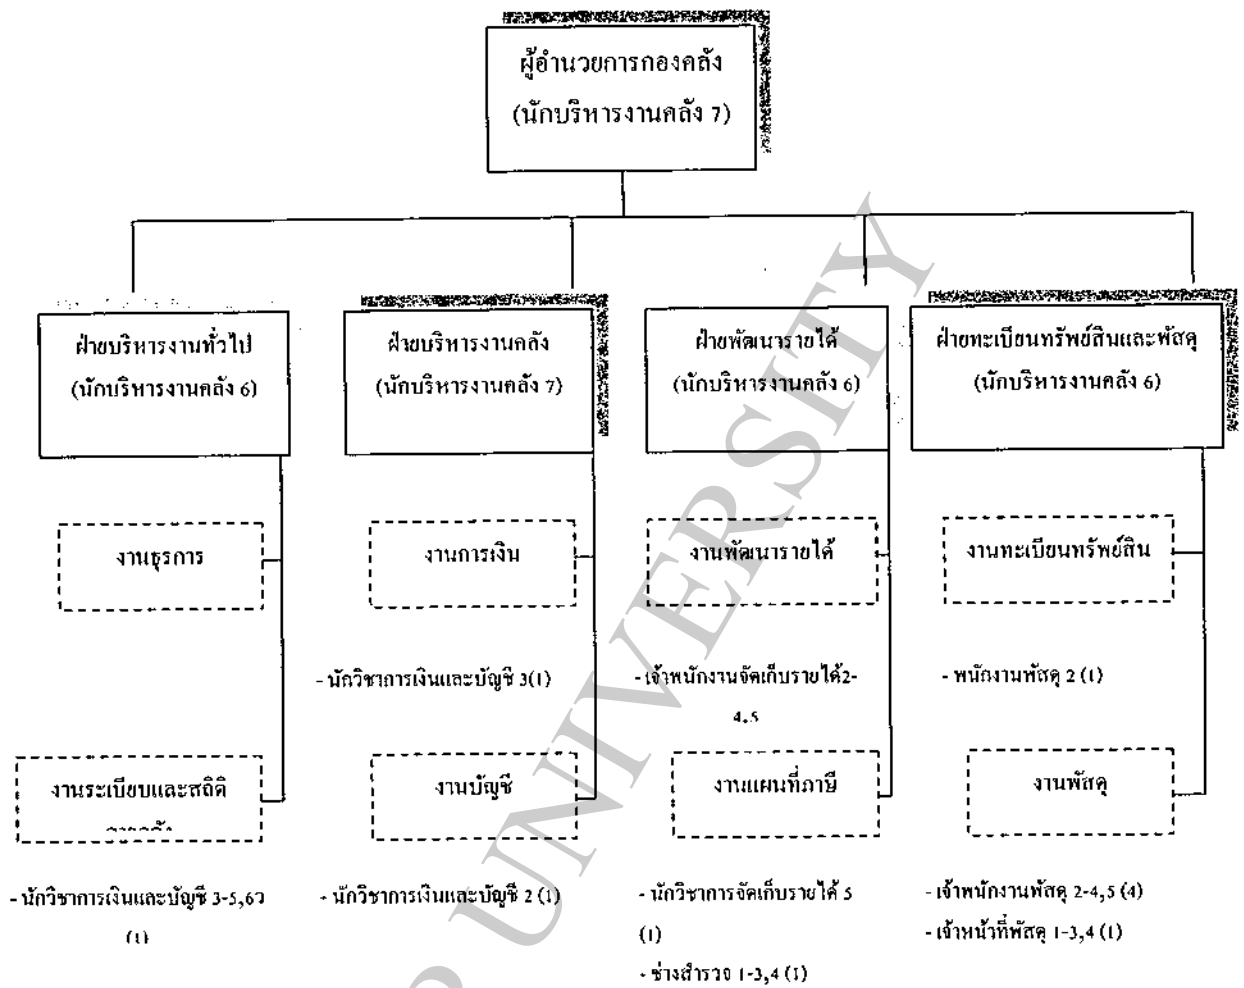 ผู้อำนวยการกองคลัง
(นักบริหารงานคลัง 7)
ฝ่ายบริหารงานทั่วไป
(นักบริหารงานคลัง 6)
ฝ่ายบริหารงานคลัง
(นักบริหารงานคลัง 7)
ฝ่ายพัฒนารายได้
(นักบริหารงานคลัง 6)
ฝ่ายทะเบียนทรัพย์สินและพัสดุ
(นักบริหารงานคลัง 6)
งานธุรการ
งานการเงิน
งานพัฒนารายได้
งานทะเบียนทรัพย์สิน
- นักวิชาการเงินและบัญชี 3(1)
- เจ้าพนักงานจัดเก็บรายได้2-
4,5
- พนักงานพัสดุ 2 (1)
งานระเบียบและสถิติ
งานบัญชี
งานแผนที่ภาษี
งานพัสดุ
- นักวิชาการเงินและบัญชี 3-5,6ว
(1)
- นักวิชาการเงินและบัญชี 2 (1)
- นักวิชาการจัดเก็บรายได้ 5
(1)
- ช่างสำรวจ 1-3,4 (1)
- เจ้าพนักงานพัสดุ 2-4,5 (4)
- เจ้าหน้าที่พัสดุ 1-3,4 (1)
UNIVERSITY